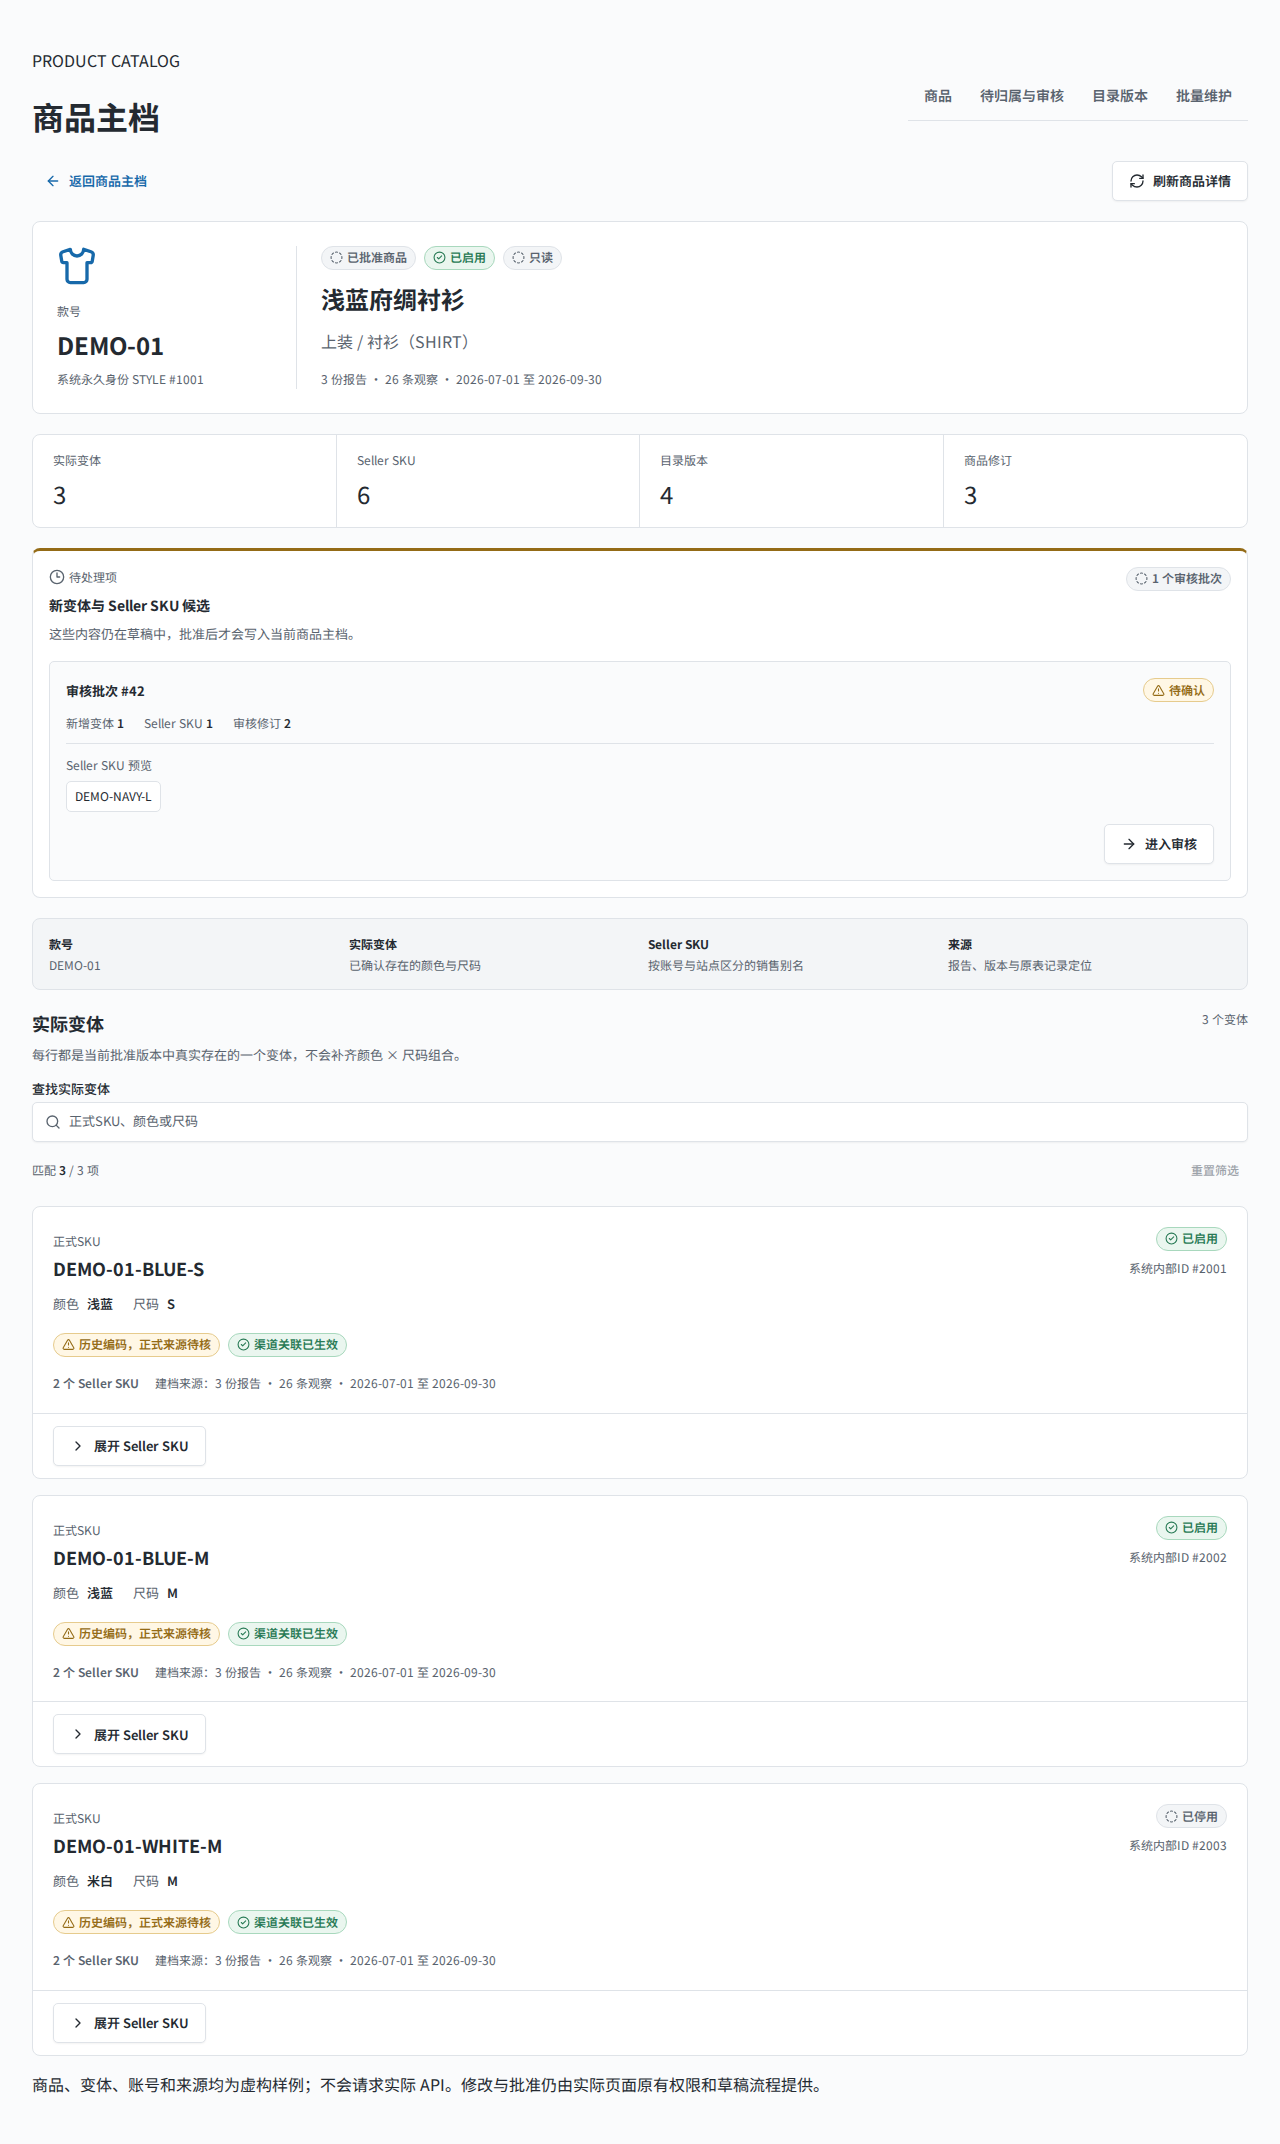 PRODUCT CATALOG
商品主档
商品 待归属与审核 目录版本 批量维护
返回商品主档
刷新商品详情
款号
DEMO-01
系统永久身份 STYLE #1001
已批准商品 已启用 只读
浅蓝府绸衬衫
上装 / 衬衫（SHIRT）
3 份报告 · 26 条观察 · 2026-07-01 至 2026-09-30
实际变体
3
Seller SKU
6
目录版本
4
商品修订
3
待处理项
1 个审核批次
新变体与 Seller SKU 候选
这些内容仍在草稿中，批准后才会写入当前商品主档。
审核批次 #42
待确认
新增变体 1 Seller SKU 1 审核修订 2
Seller SKU 预览
DEMO-NAVY-L
进入审核
款号
DEMO-01
实际变体
已确认存在的颜色与尺码
Seller SKU
按账号与站点区分的销售别名
来源
报告、版本与原表记录定位
实际变体
3 个变体
每行都是当前批准版本中真实存在的一个变体，不会补齐颜色 × 尺码组合。
查找实际变体
正式SKU、颜色或尺码
匹配 3 / 3 项
重置筛选
正式SKU
已启用
DEMO-01-BLUE-S
系统内部ID #2001
颜色 浅蓝 尺码 S
历史编码，正式来源待核 渠道关联已生效
2 个 Seller SKU 建档来源：3 份报告 · 26 条观察 · 2026-07-01 至 2026-09-30
展开 Seller SKU
正式SKU
已启用
DEMO-01-BLUE-M
系统内部ID #2002
颜色 浅蓝 尺码 M
历史编码，正式来源待核 渠道关联已生效
2 个 Seller SKU 建档来源：3 份报告 · 26 条观察 · 2026-07-01 至 2026-09-30
展开 Seller SKU
正式SKU
已停用
DEMO-01-WHITE-M
系统内部ID #2003
颜色 米白 尺码 M
历史编码，正式来源待核 渠道关联已生效
2 个 Seller SKU 建档来源：3 份报告 · 26 条观察 · 2026-07-01 至 2026-09-30
展开 Seller SKU
商品、变体、账号和来源均为虚构样例；不会请求实际 API。修改与批准仍由实际页面原有权限和草稿流程提供。